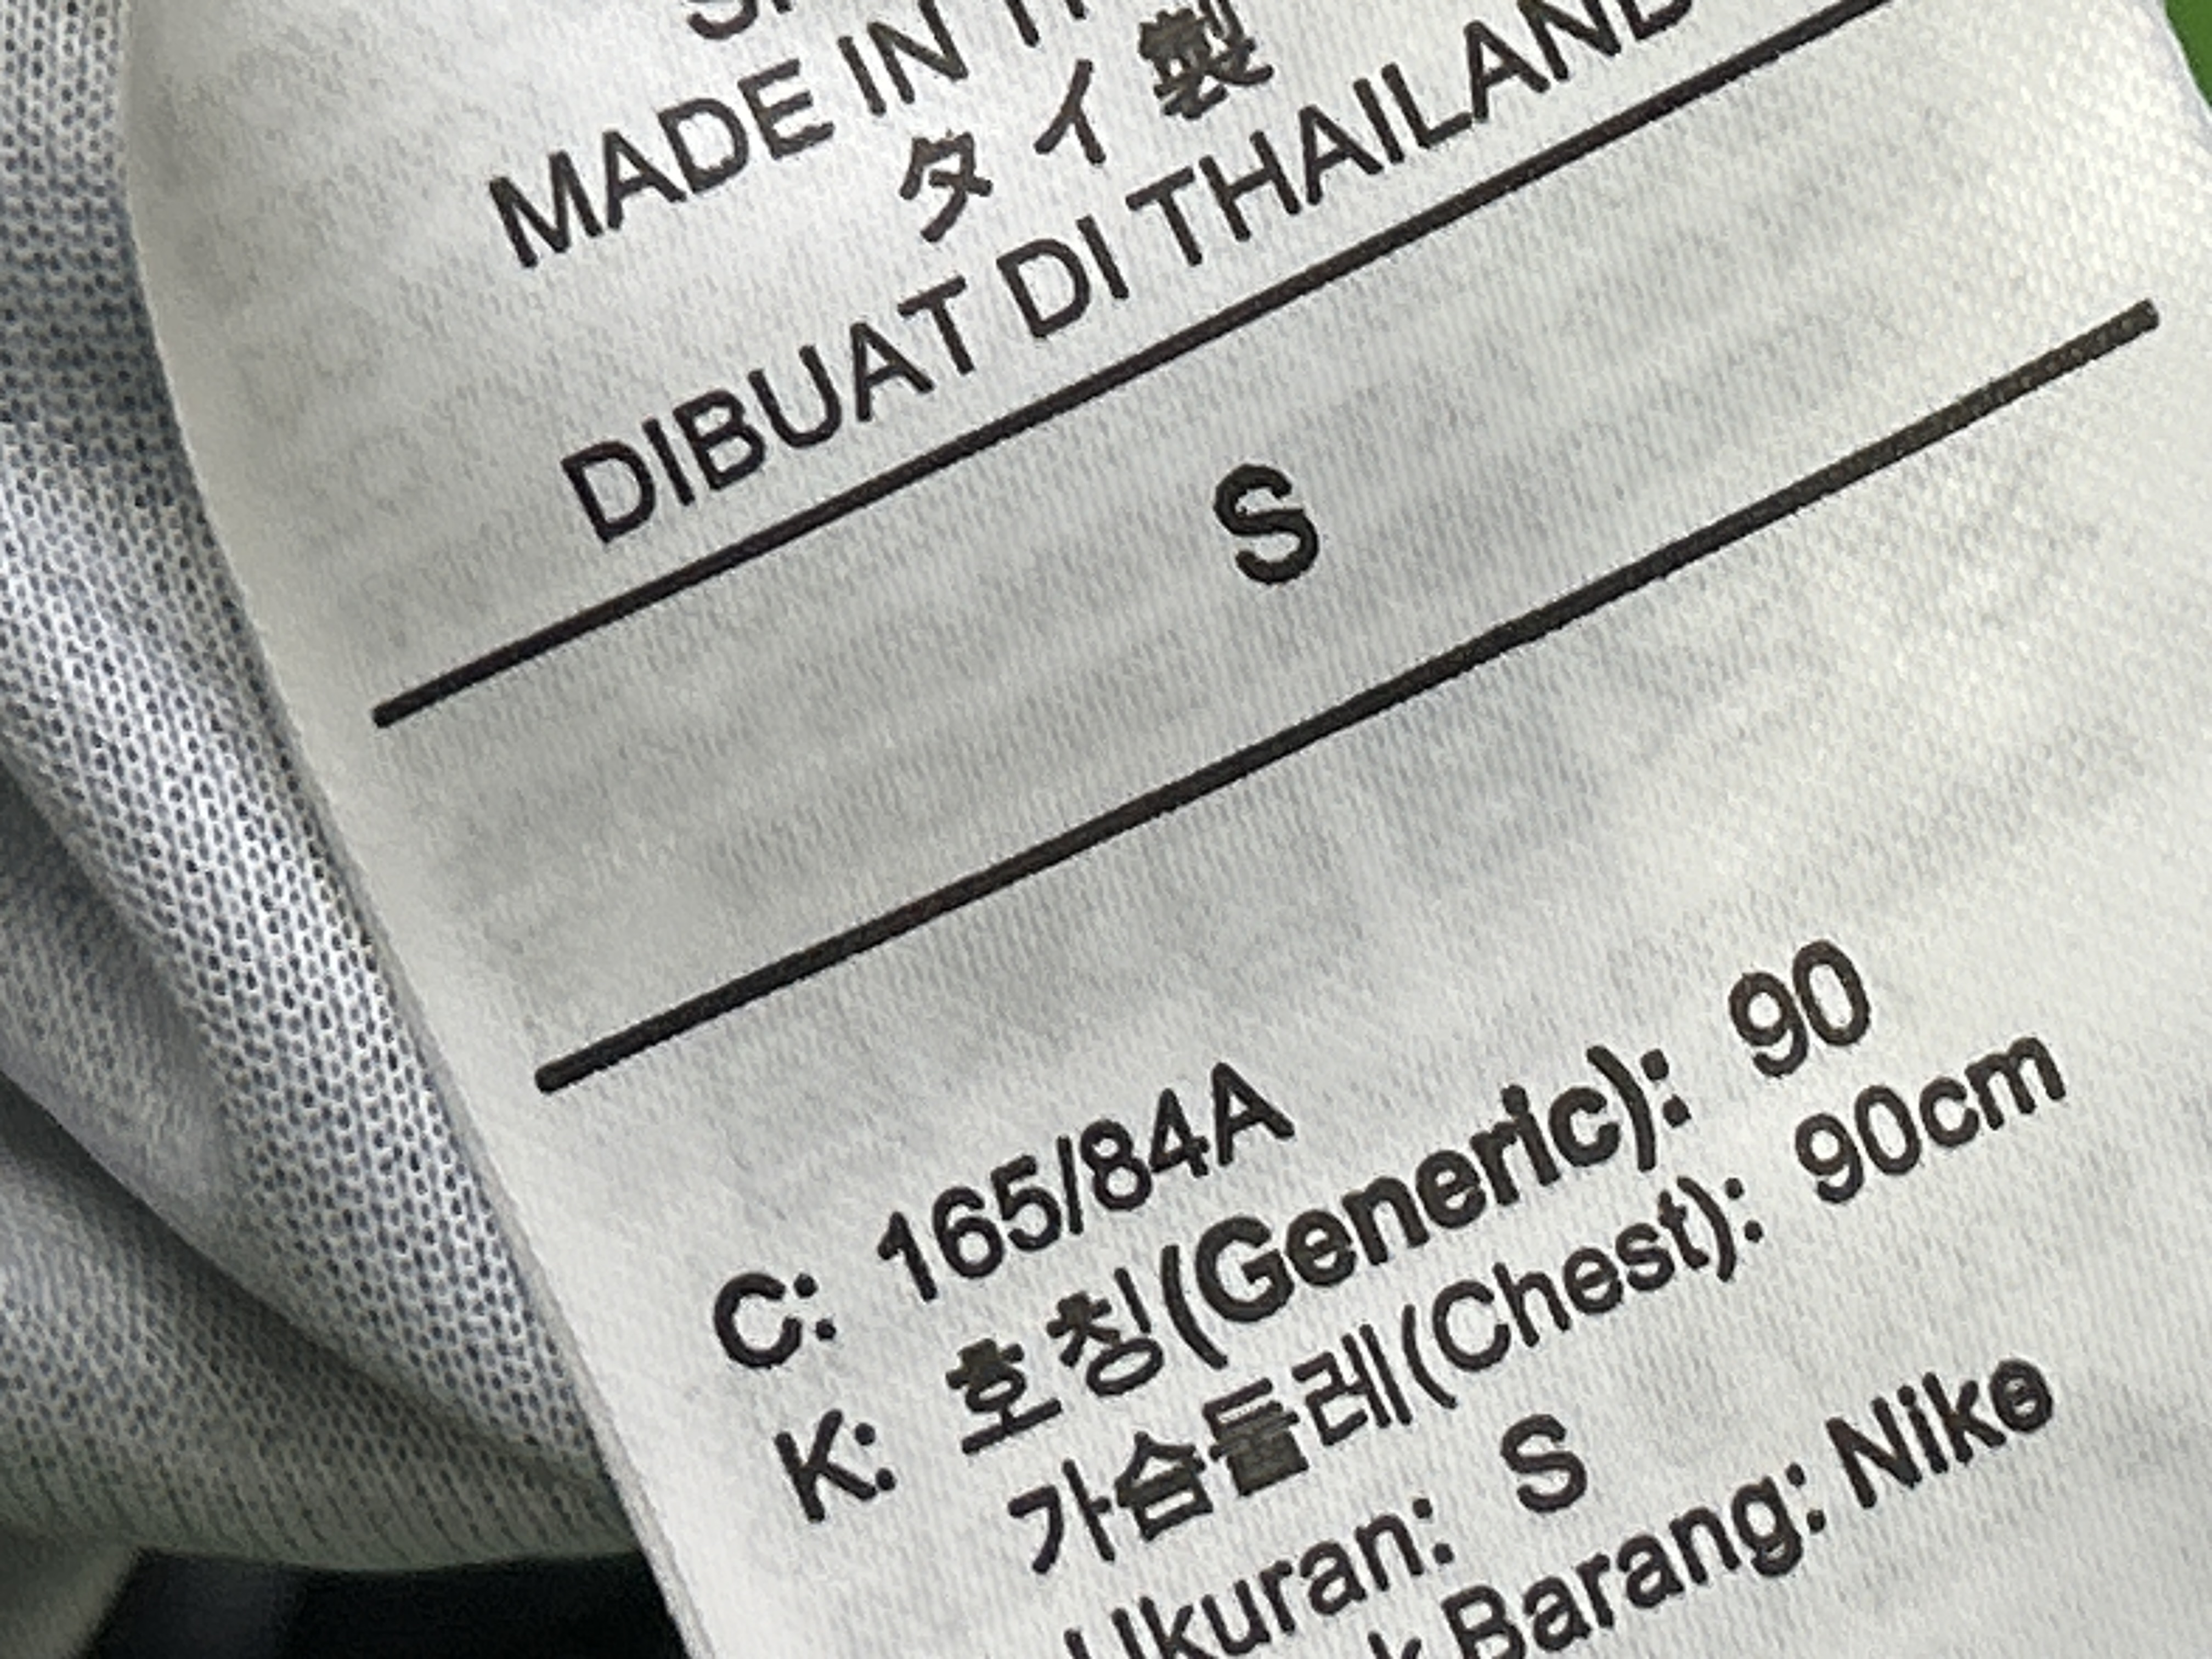 MADE IN
タイ製
DIBUAT DI THAILAND
S
C: 165/84A
K: 호칭(Generic): 90
가슴둘레(Chest): 90cm
Ukuran: S
Barang: Nike